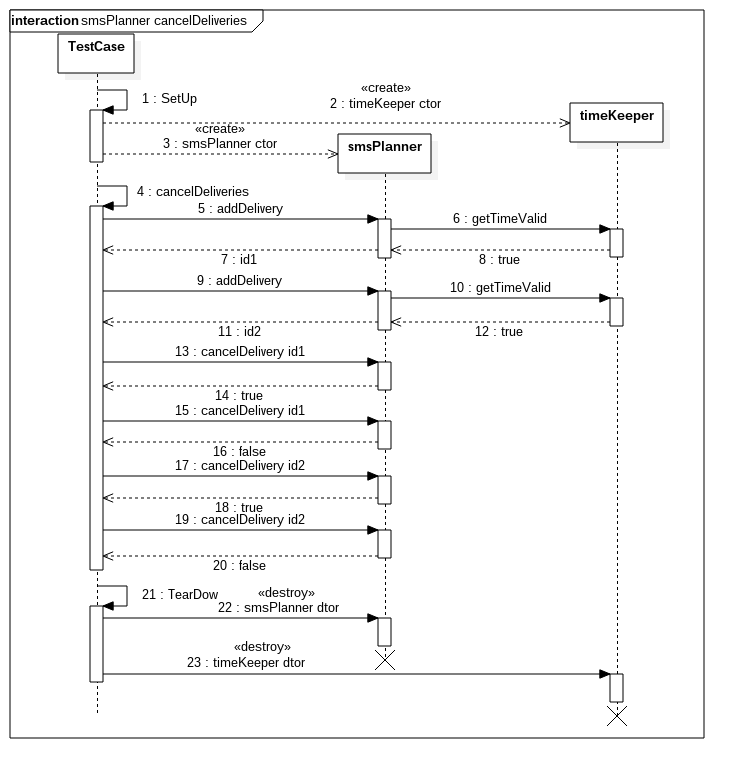 interaction smsPlanner cancelDeliveries
TestCase
«create»
1 : SetUp
2 : timeKeeper ctor
timeKeeper
«create»
3 : smsPlanner ctor
smsPlanner
4 : cancelDeliveries
5 : addDelivery
6 : getTimeValid
7 : id1
8 : true
9 : addDelivery
10 : getTimeValid
11 : id2
12 : true
13 : cancelDelivery id1
14 : true
15 : cancelDelivery id1
16 : false
17 : cancelDelivery id2
18 : true
19 : cancelDelivery id2
20 : false
21 : TearDow
«destroy»
22 : smsPlanner dtor
«destroy»
23 : timeKeeper dtor